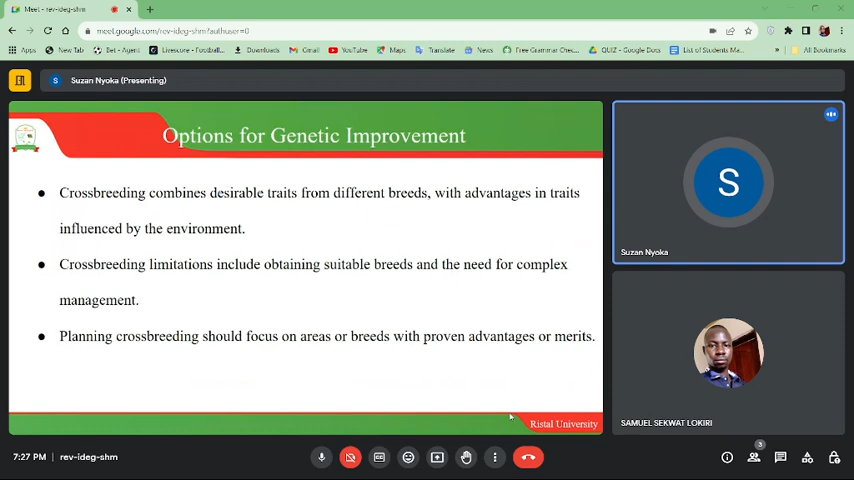 Meet - rev-ideg-shm
meet.google.com/rev-ideg-shm?authuser=0
Apps
New Tab
Bet - Agent
Livescore - Football...
Downloads
Gmail
YouTube
Maps
Translate
News
Free Grammar Chec...
QUIZ - Google Docs
List of Students Ma...
»
All Bookmarks
S
Suzan Nyoka (Presenting)
Options for Genetic Improvement
● Crossbreeding combines desirable traits from different breeds, with advantages in traits
influenced by the environment.
● Crossbreeding limitations include obtaining suitable breeds and the need for complex
management.
● Planning crossbreeding should focus on areas or breeds with proven advantages or merits.
Ristal University
S
Suzan Nyoka
SAMUEL SEKWAT LOKIRI
7:27 PM | rev-ideg-shm
3